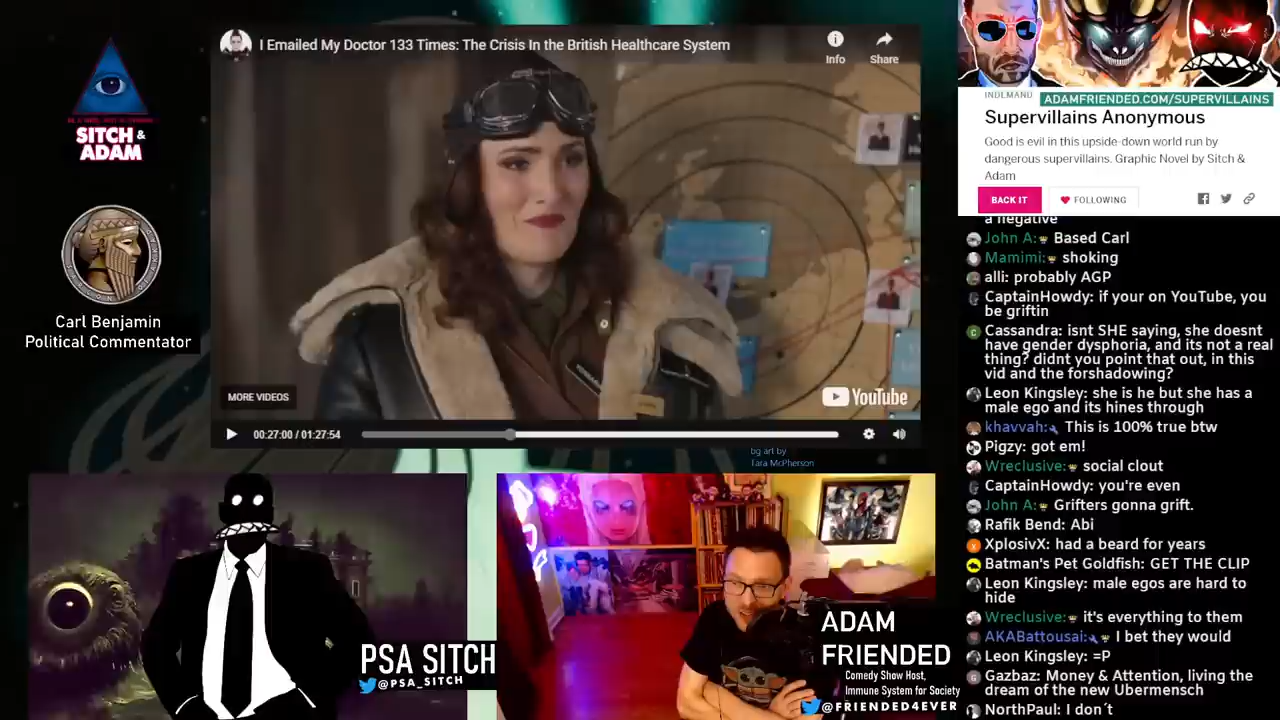 I Emailed My Doctor 133 Times: The Crisis In the British Healthcare System
Info
Share
SITCH &
ADAM
Carl Benjamin
Political Commentator
MORE VIDEOS
YouTube
00:27:00 / 01:27:54
bg art by
Tara McPherson
PSA SITCH
@PSA_SITCH
ADAM
FRIENDED
Comedy Show Host,
Immune System for Society
@FRIENDED4EVER
INDEMAND
ADAMFRIENDED.COM/SUPERVILLAINS
Supervillains Anonymous
Good is evil in this upside-down world run by
dangerous supervillains. Graphic Novel by Sitch &
Adam
BACK IT
FOLLOWING
a negative
John A: Based Carl
Mamimi: shoking
alli: probably AGP
CaptainHowdy: if your on YouTube, you
be griftin
Cassandra: isnt SHE saying, she doesnt
have gender dysphoria, and its not a real
thing? didnt you point that out, in this
vid and the forshadowing?
Leon Kingsley: she is he but she has a
male ego and its hines through
khavvah: This is 100% true btw
Pigzy: got em!
Wreclusive: social clout
CaptainHowdy: you're even
John A: Grifters gonna grift.
Rafik Bend: Abi
XplosivX: had a beard for years
Batman's Pet Goldfish: GET THE CLIP
Leon Kingsley: male egos are hard to
hide
Wreclusive: it's everything to them
AKABattousai: I bet they would
Leon Kingsley: =P
Gazbaz: Money & Attention, living the
dream of the new Ubermensch
NorthPaul: I don´t